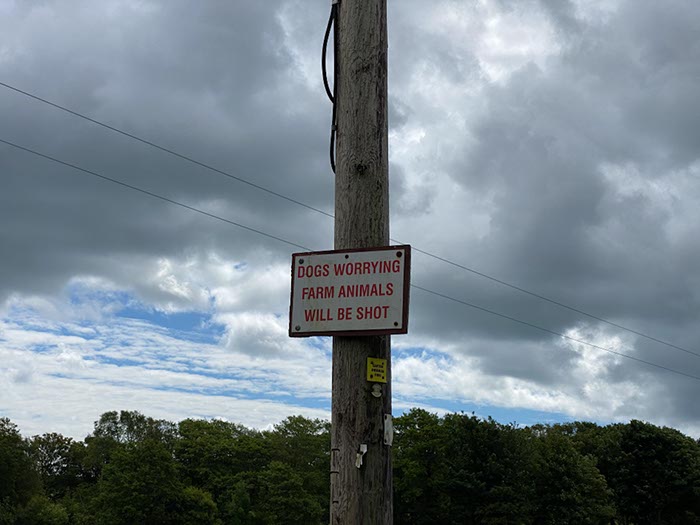 DOGS WORRYING
FARM ANIMALS
WILL BE SHOT